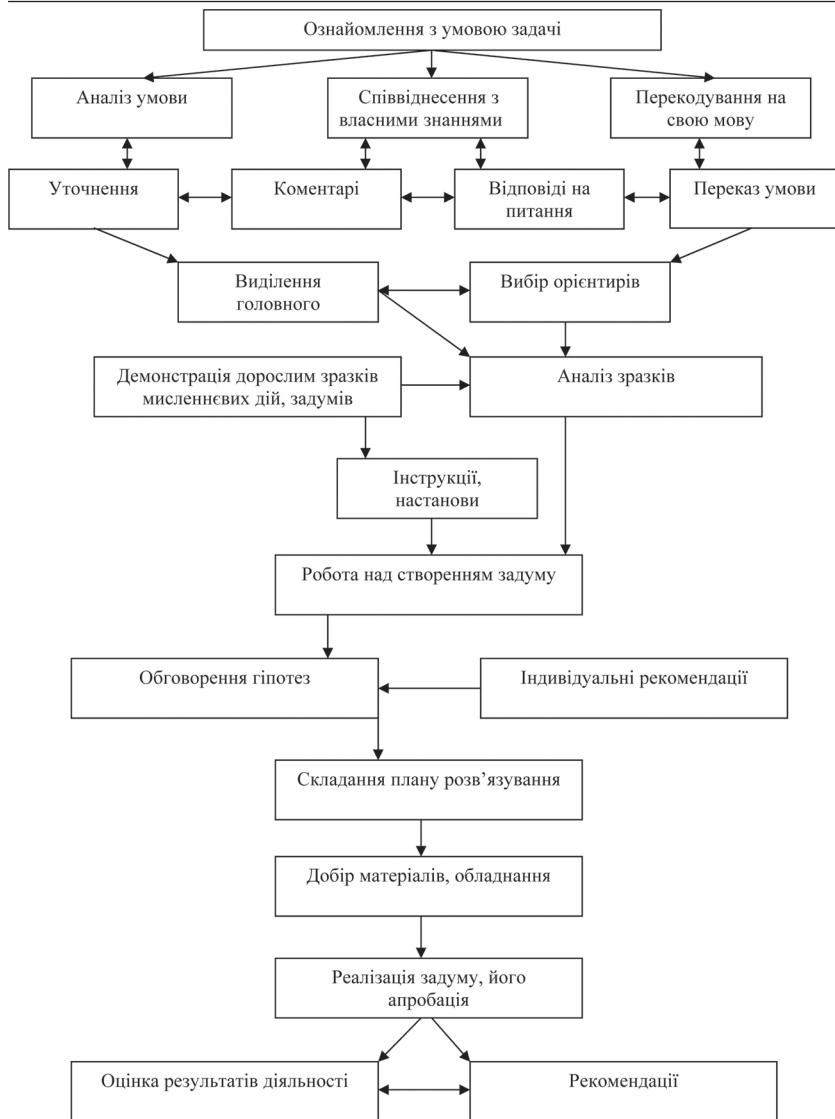 Ознайомлення з умовою задачі
Аналіз умови
Співвіднесення з
власними знаннями
Перекодування на
свою мову
Уточнення
Коментарі
Відповіді на
питання
Переказ умови
Виділення
головного
Вибір орієнтирів
Демонстрація дорослим зразків
мисленнєвих дій, задумів
Аналіз зразків
Інструкції,
настанови
Робота над створенням задуму
Обговорення гіпотез
Індивідуальні рекомендації
Складання плану розв’язування
Добір матеріалів, обладнання
Реалізація задуму, його
апробація
Оцінка результатів діяльності
Рекомендації